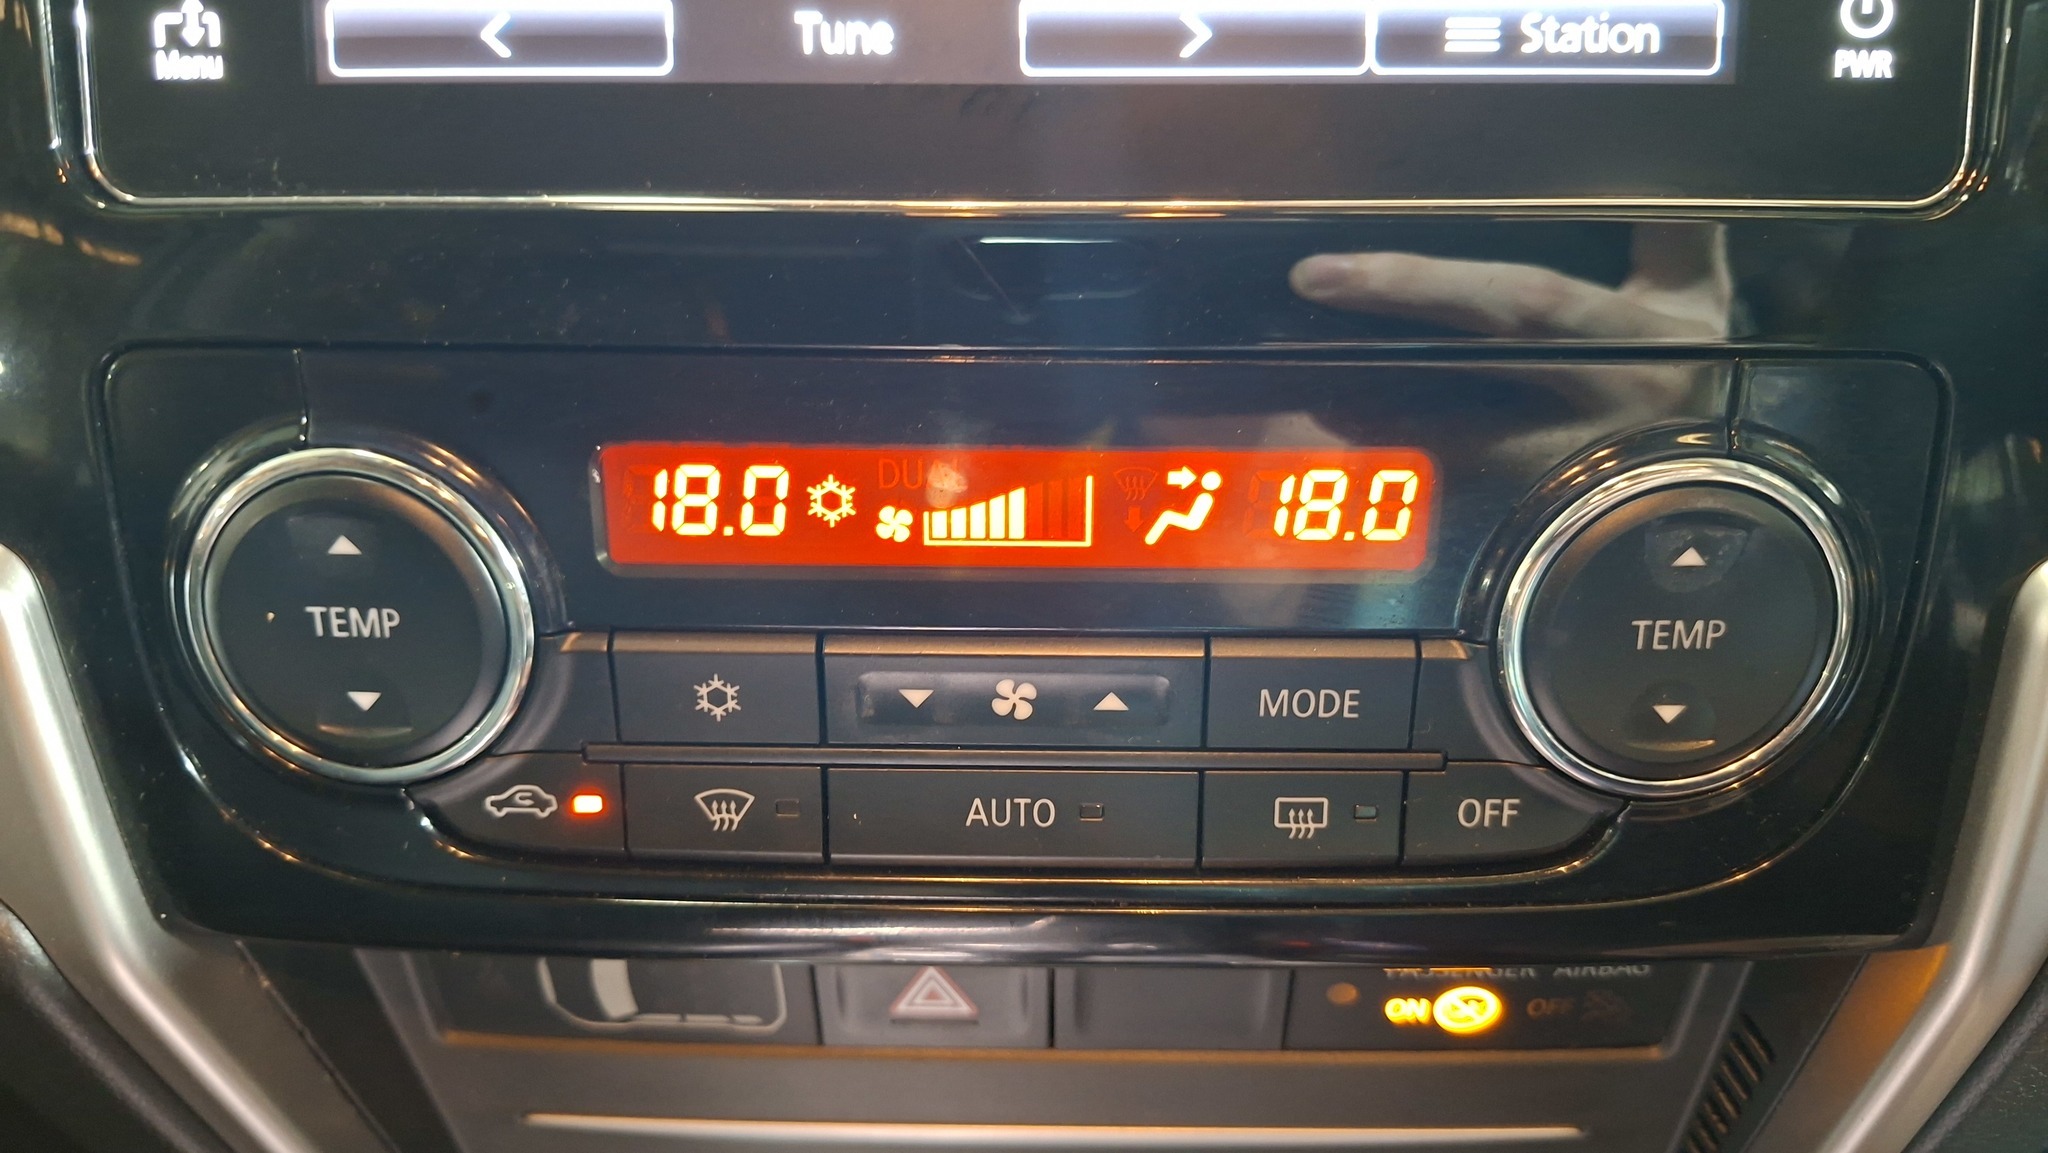 Menu
Tune
Station
PWR
18.0
DUAL
18.0
TEMP
TEMP
MODE
AUTO
OFF
PASSENGER AIRBAG
ON
OFF